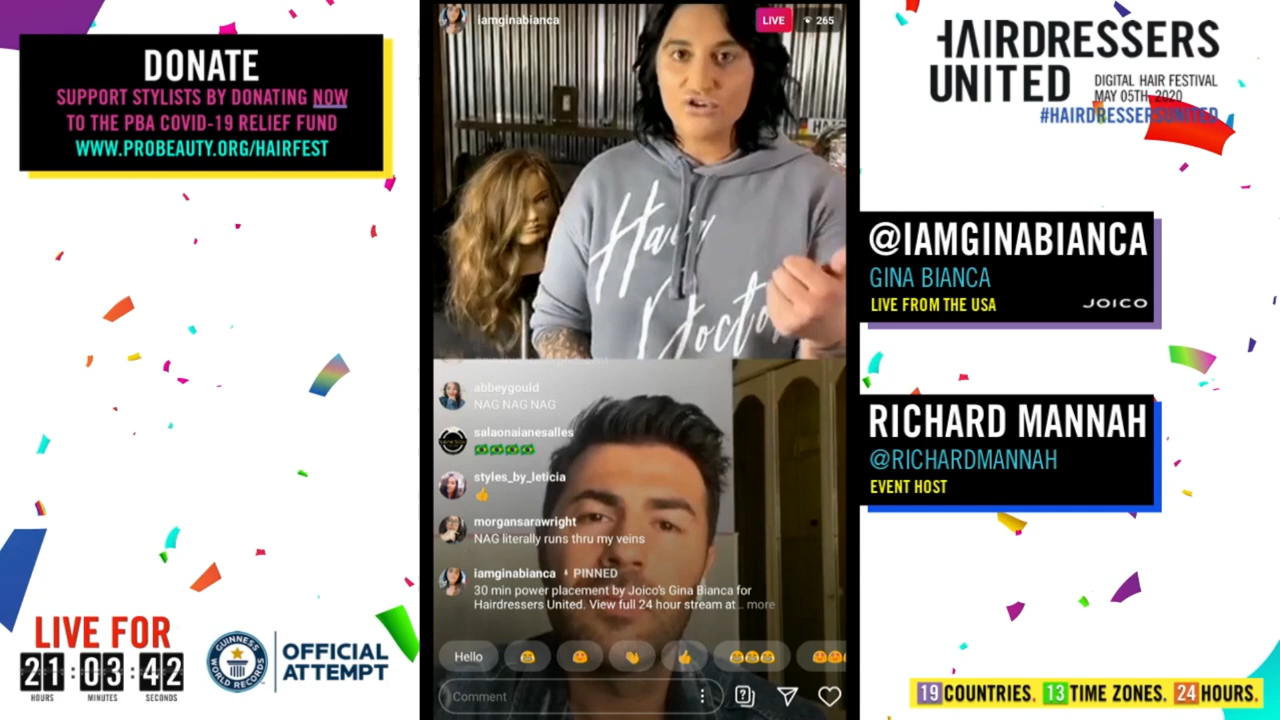 DONATE
SUPPORT STYLISTS BY DONATING NOW
TO THE PBA COVID-19 RELIEF FUND
WWW.PROBEAUTY.ORG/HAIRFEST
iamginabianca
LIVE
265
Hair
Doctor
abbeygould
NAG NAG NAG
salaonaianesalles
styles_by_leticia
morgansarawright
NAG literally runs thru my veins
iamginabianca PINNED
30 min power placement by Joico's Gina Bianca for
Hairdressers United. View full 24 hour stream at... more
Hello
Comment
HAIRDRESSERS
UNITED
DIGITAL HAIR FESTIVAL
MAY 05TH, 2020
#HAIRDRESSERSUNITED
@IAMGINABIANCA
GINA BIANCA
LIVE FROM THE USA
JOICO
RICHARD MANNAH
@RICHARDMANNAH
EVENT HOST
LIVE FOR
21:03:42
HOURS MINUTES SECONDS
GUINNESS
WORLD RECORDS
OFFICIAL
ATTEMPT
19 COUNTRIES. 13 TIME ZONES. 24 HOURS.